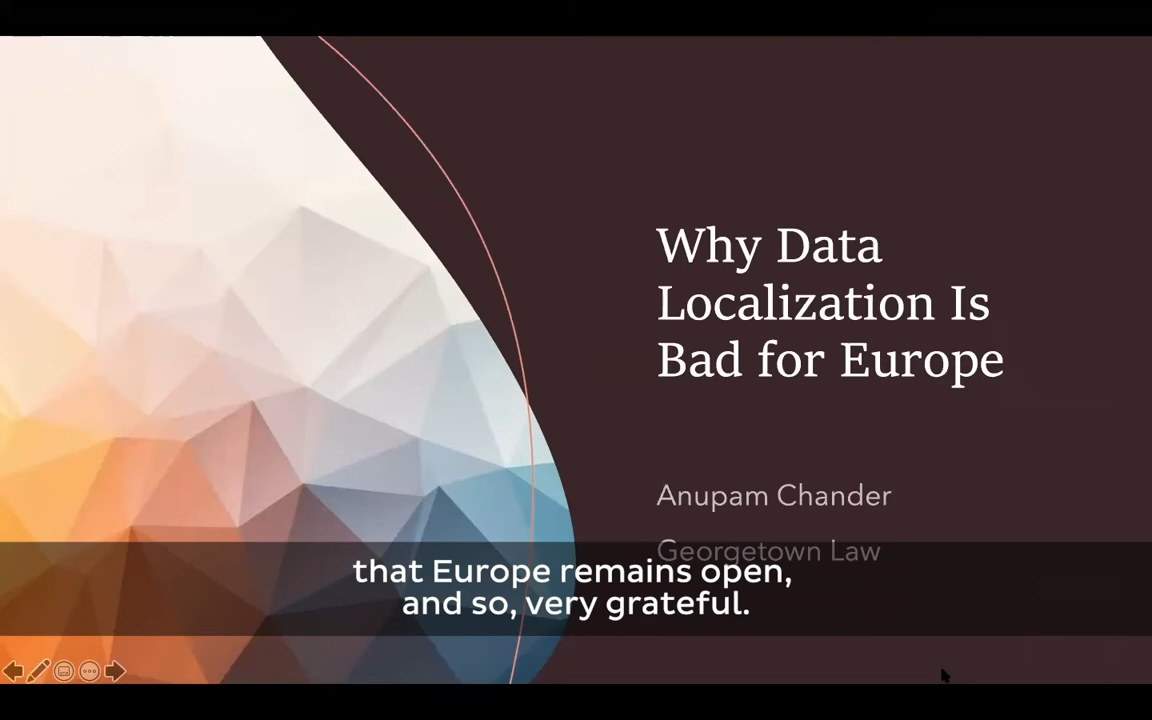 Why Data
Localization Is
Bad for Europe
Anupam Chander
Georgetown Law
that Europe remains open,
and so, very grateful.